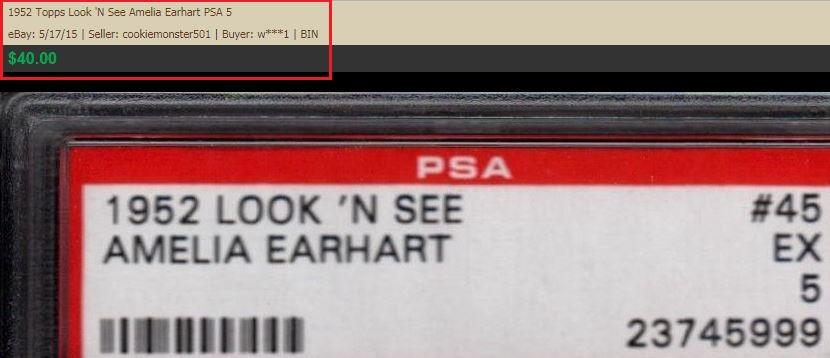 1952 Topps Look 'N See Amelia Earhart PSA 5
eBay: 5/17/15 | Seller: cookiemonster501 | Buyer: w***1 | BIN
$40.00
PSA
1952 LOOK 'N SEE #45
AMELIA EARHART EX
5
23745999